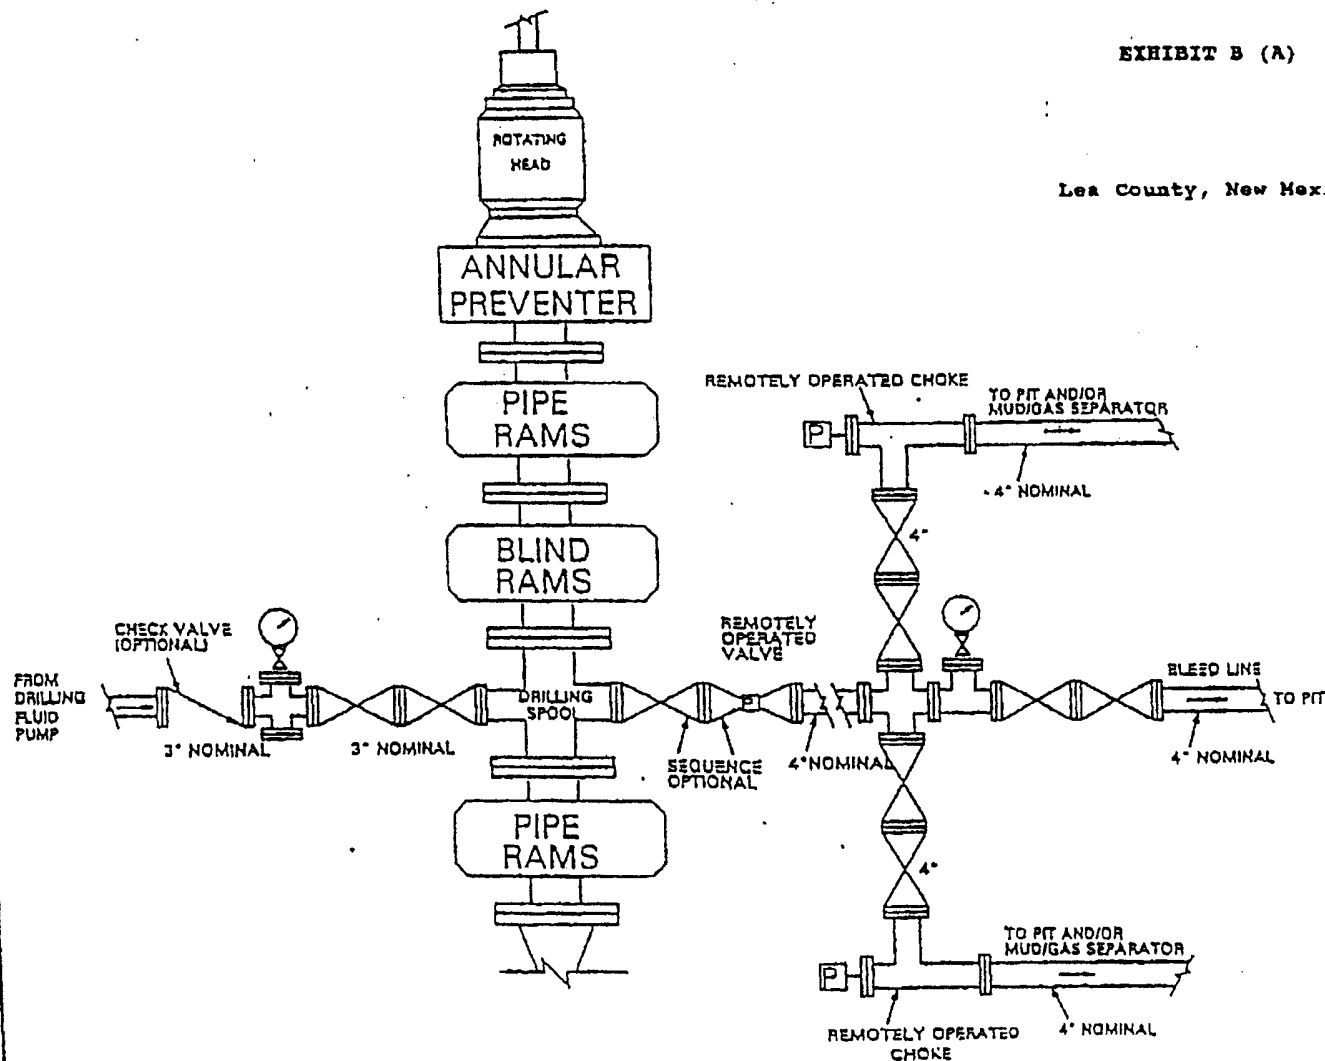 EXHIBIT B (A)
Lea County, New Mex
ROTATING
HEAD
ANNULAR
PREVENTER
PIPE
RAMS
BLIND
RAMS
REMOTELY OPERATED CHOKE
TO PIT AND/OR
MUD/GAS SEPARATOR
P
4" NOMINAL
4"
CHECK VALVE
(OPTIONAL)
FROM
DRILLING
FLUID
PUMP
3" NOMINAL
3" NOMINAL
DRILLING
SPOOL
REMOTELY
OPERATED
VALVE
P
SEQUENCE
OPTIONAL
4" NOMINAL
BLEED LINE
TO PIT
4" NOMINAL
PIPE
RAMS
4"
TO PIT AND/OR
MUD/GAS SEPARATOR
P
REMOTELY OPERATED
CHOKE
4" NOMINAL